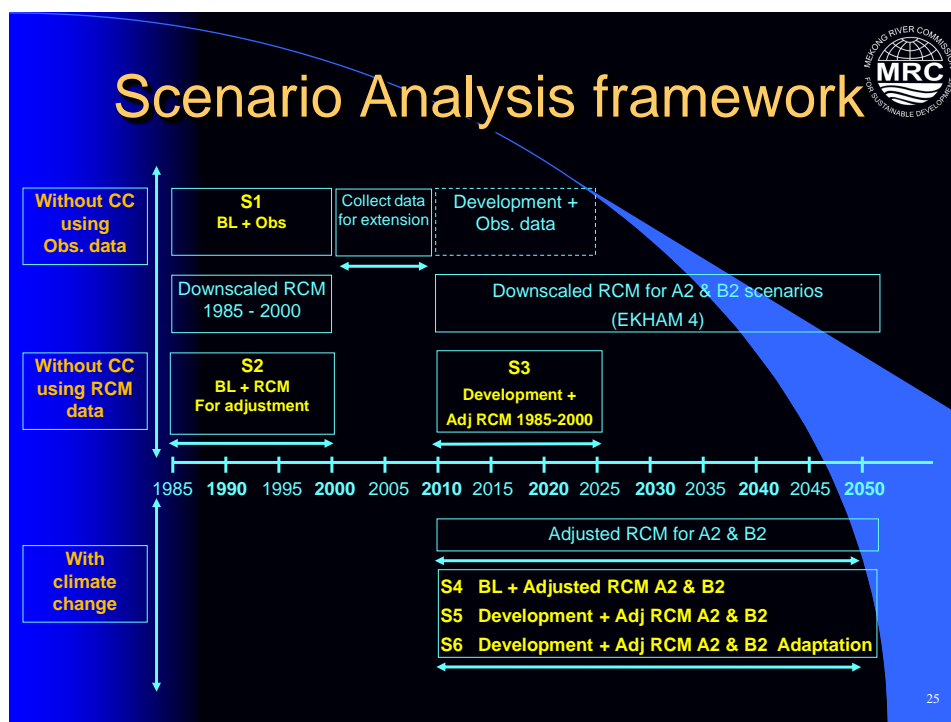 MEKONG RIVER COMMISSION
MRC
FOR SUSTAINABLE DEVELOPMENT
Scenario Analysis framework
Without CC
using
Obs. data
S1
BL + Obs
Collect data
for extension
Development +
Obs. data
Downscaled RCM
1985 - 2000
Downscaled RCM for A2 & B2 scenarios
(EKHAM 4)
Without CC
using RCM
data
S2
BL + RCM
For adjustment
S3
Development +
Adj RCM 1985-2000
1985 1990 1995 2000 2005 2010 2015 2020 2025 2030 2035 2040 2045 2050
With
climate
change
Adjusted RCM for A2 & B2
S4 BL + Adjusted RCM A2 & B2
S5 Development + Adj RCM A2 & B2
S6 Development + Adj RCM A2 & B2 Adaptation
25